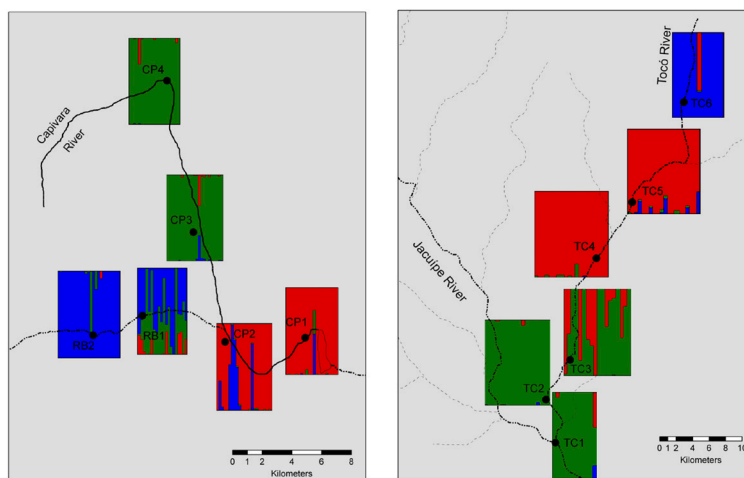 CP4
Capivara
River
CP3
RB2
RB1
CP2
CP1
0 2 4 6 8
Kilometers
Tocó River
TC6
TC5
TC4
Jacuípe River
TC3
TC2
TC1
0 1 2 4 6 8 10
Kilometers